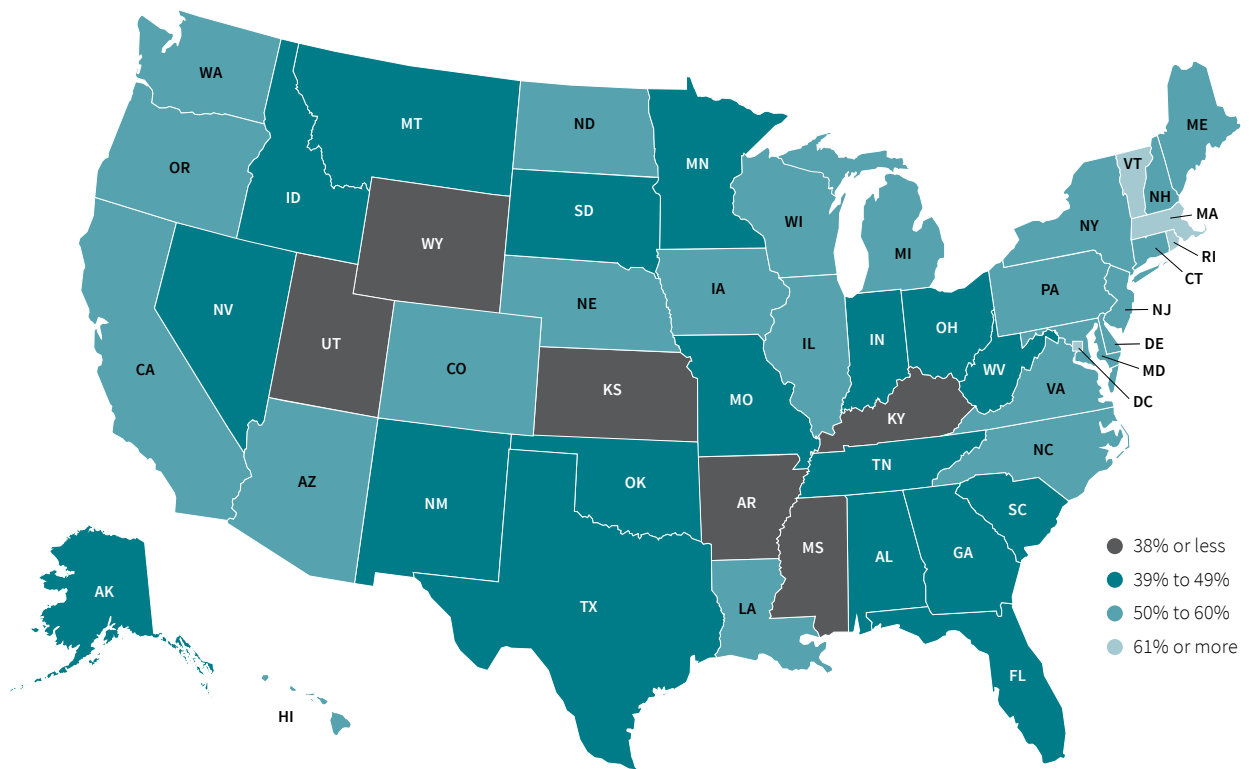 WA
MT
ND
ME
MN
VT
OR
ID
SD
NH
MA
WI
NY
WY
MI
RI
CT
IA
PA
NE
NV
NJ
UT
OH
IN
IL
DE
CO
WV
CA
MD
VA
KS
MO
DC
KY
NC
TN
AZ
OK
NM
AR
SC
MS
GA
AL
38% or less
39% to 49%
AK
TX
LA
50% to 60%
61% or more
FL
HI